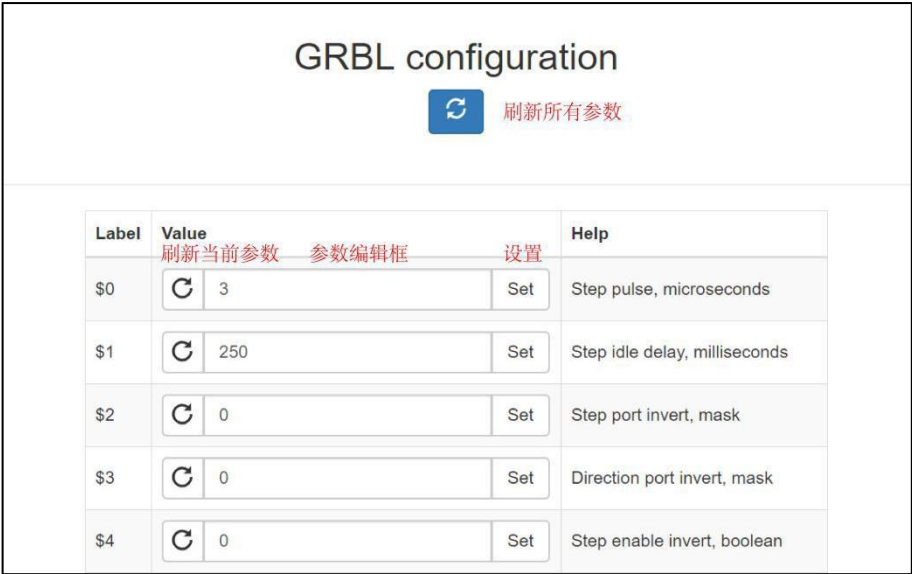 GRBL configuration
刷新所有参数
Label Value Help
刷新当前参数 参数编辑框 设置
$0 3 Set Step pulse, microseconds
$1 250 Set Step idle delay, milliseconds
$2 0 Set Step port invert, mask
$3 0 Set Direction port invert, mask
$4 0 Set Step enable invert, boolean